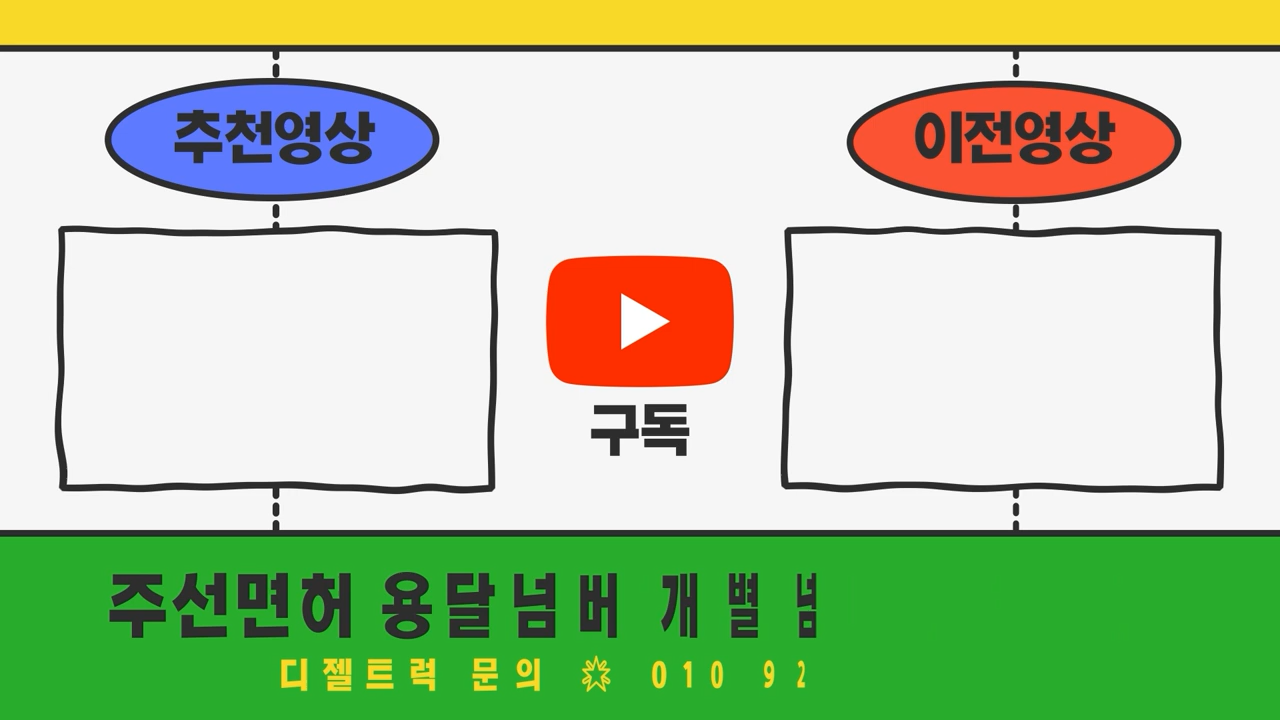 추천영상
이전영상
구독
주선면허 용달넘버 개별 넘
디젤트럭 문의 010 92